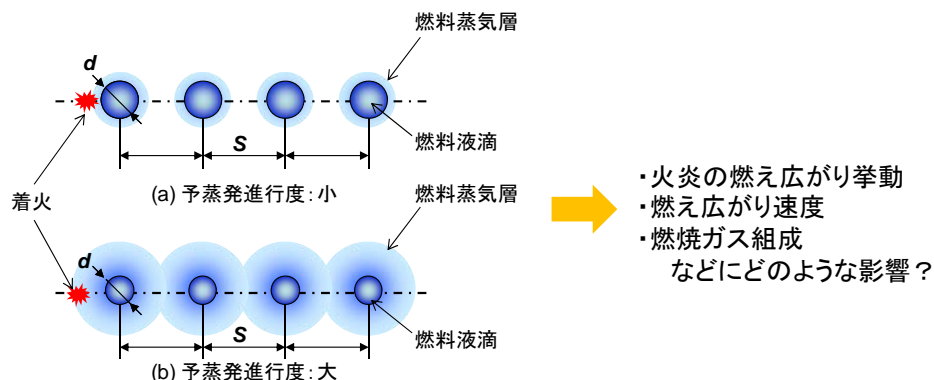 燃料蒸気層
d
S
燃料液滴
(a) 予蒸発進行度：小
着火
燃料蒸気層
d
S
燃料液滴
(b) 予蒸発進行度：大
・火炎の燃え広がり挙動
・燃え広がり速度
・燃焼ガス組成
などにどのような影響？